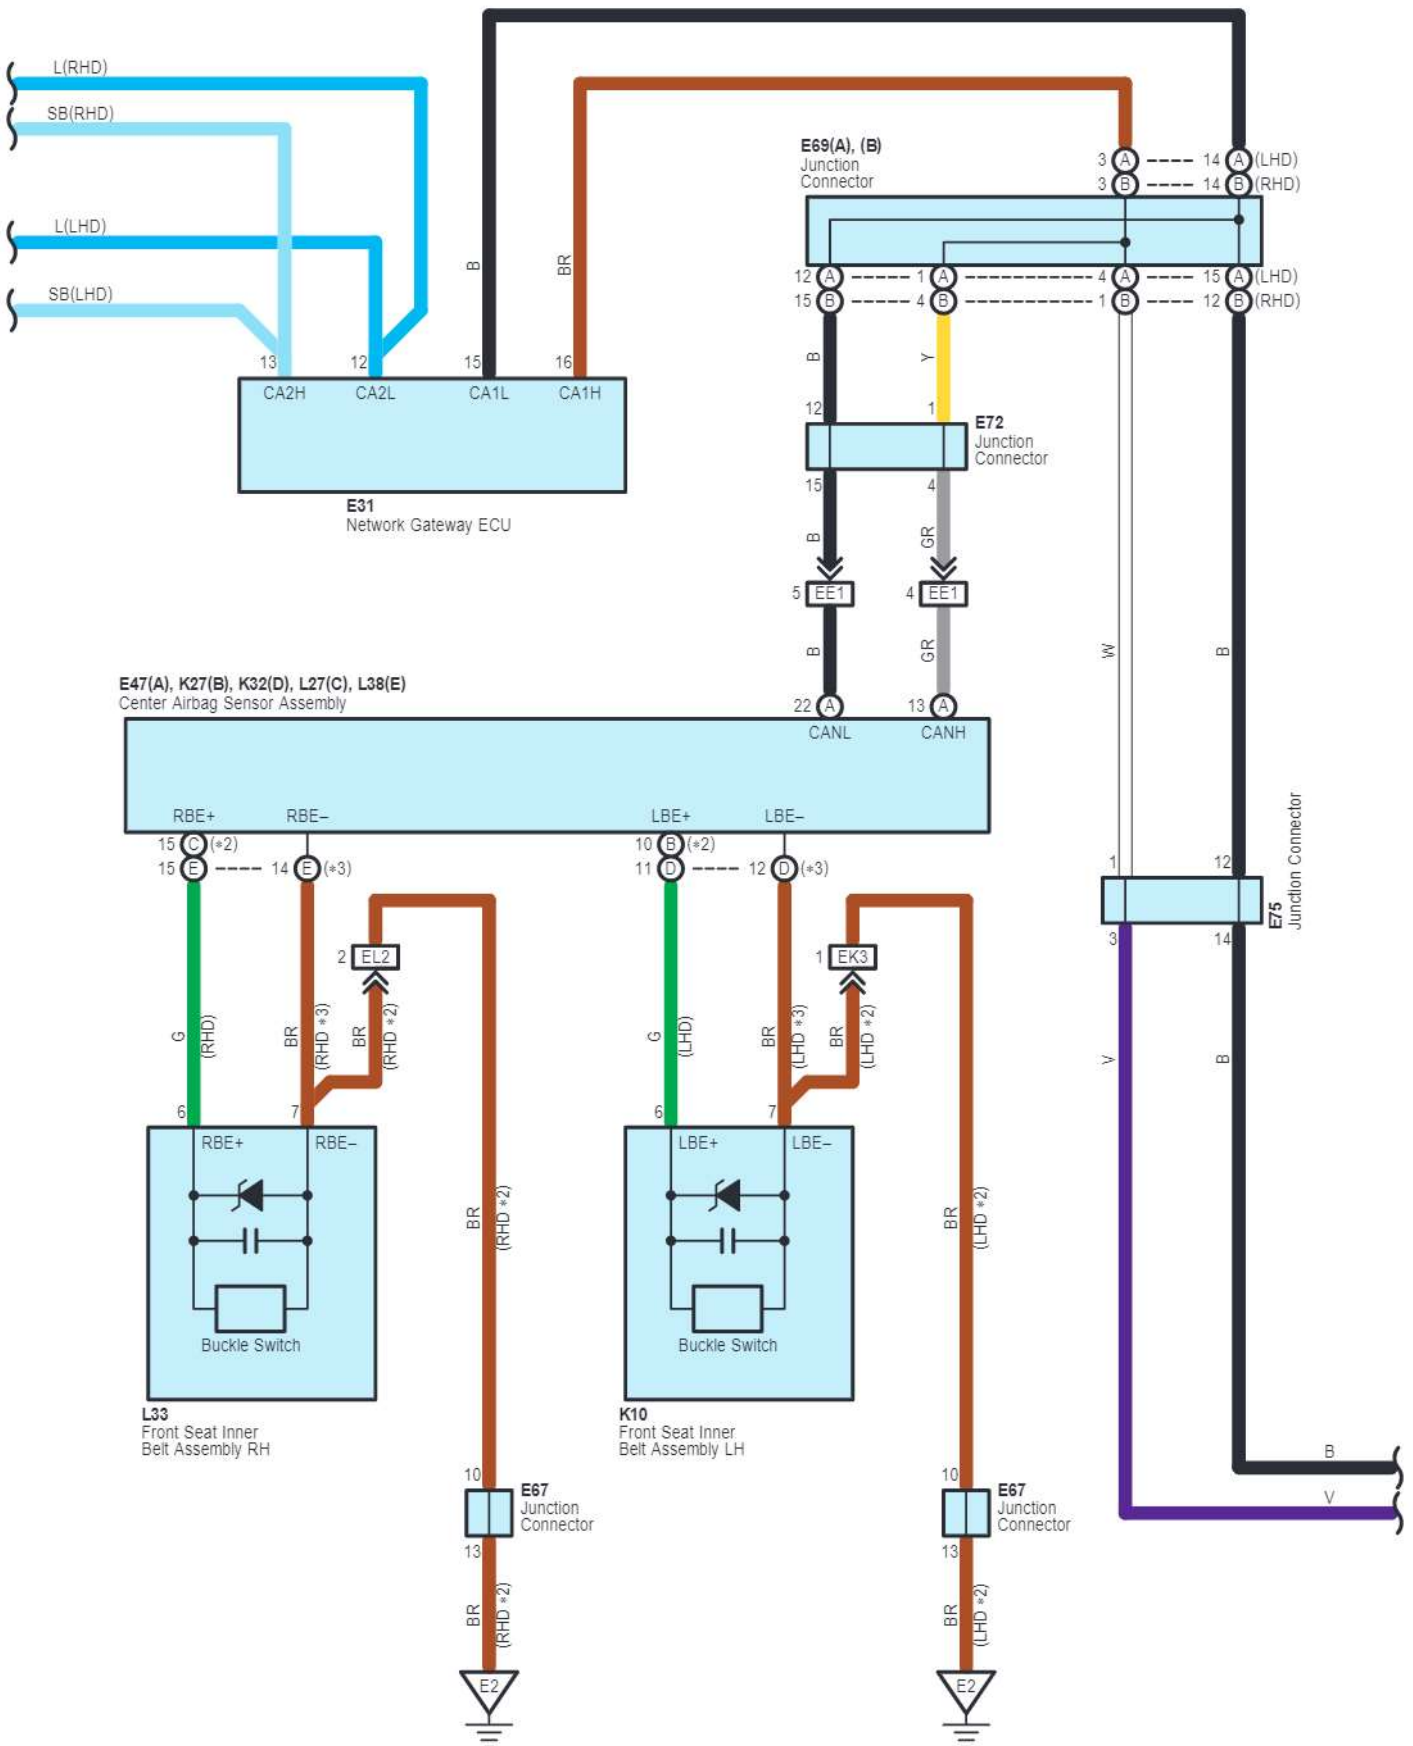 L(RHD)
SB(RHD)
L(LHD)
SB(LHD)
B
BR
E69(A), (B)
Junction
Connector
3 A 14 A (LHD)
3 B 14 B (RHD)
12 A 1 A 4 A 15 A (LHD)
15 B 4 B 1 B 12 B (RHD)
13 12 15 16
CA2H CA2L CA1L CA1H
E31
Network Gateway ECU
B Y
12 1
E72
Junction
Connector
15 4
B GR
5 EE1 4 EE1
B GR
W B
E47(A), K27(B), K32(D), L27(C), L38(E)
Center Airbag Sensor Assembly
22 A 13 A
CANL CANH
RBE+ RBE− LBE+ LBE−
15 C (*2) 10 B (*2)
15 E 14 E (*3) 11 D 12 D (*3)
1 12
E75
Junction Connector
3 14
2 EL2 1 EK3
G
(RHD)
BR
(RHD *3)
BR
(RHD *2)
G
(LHD)
BR
(LHD *3)
BR
(LHD *2)
V B
6 7 6 7
RBE+ RBE− LBE+ LBE−
BR
(RHD *2)
BR
(LHD *2)
Buckle Switch Buckle Switch
L33
Front Seat Inner
Belt Assembly RH
K10
Front Seat Inner
Belt Assembly LH
B
V
10
E67
Junction
Connector
13
10
E67
Junction
Connector
13
BR
(RHD *2)
BR
(LHD *2)
E2 E2